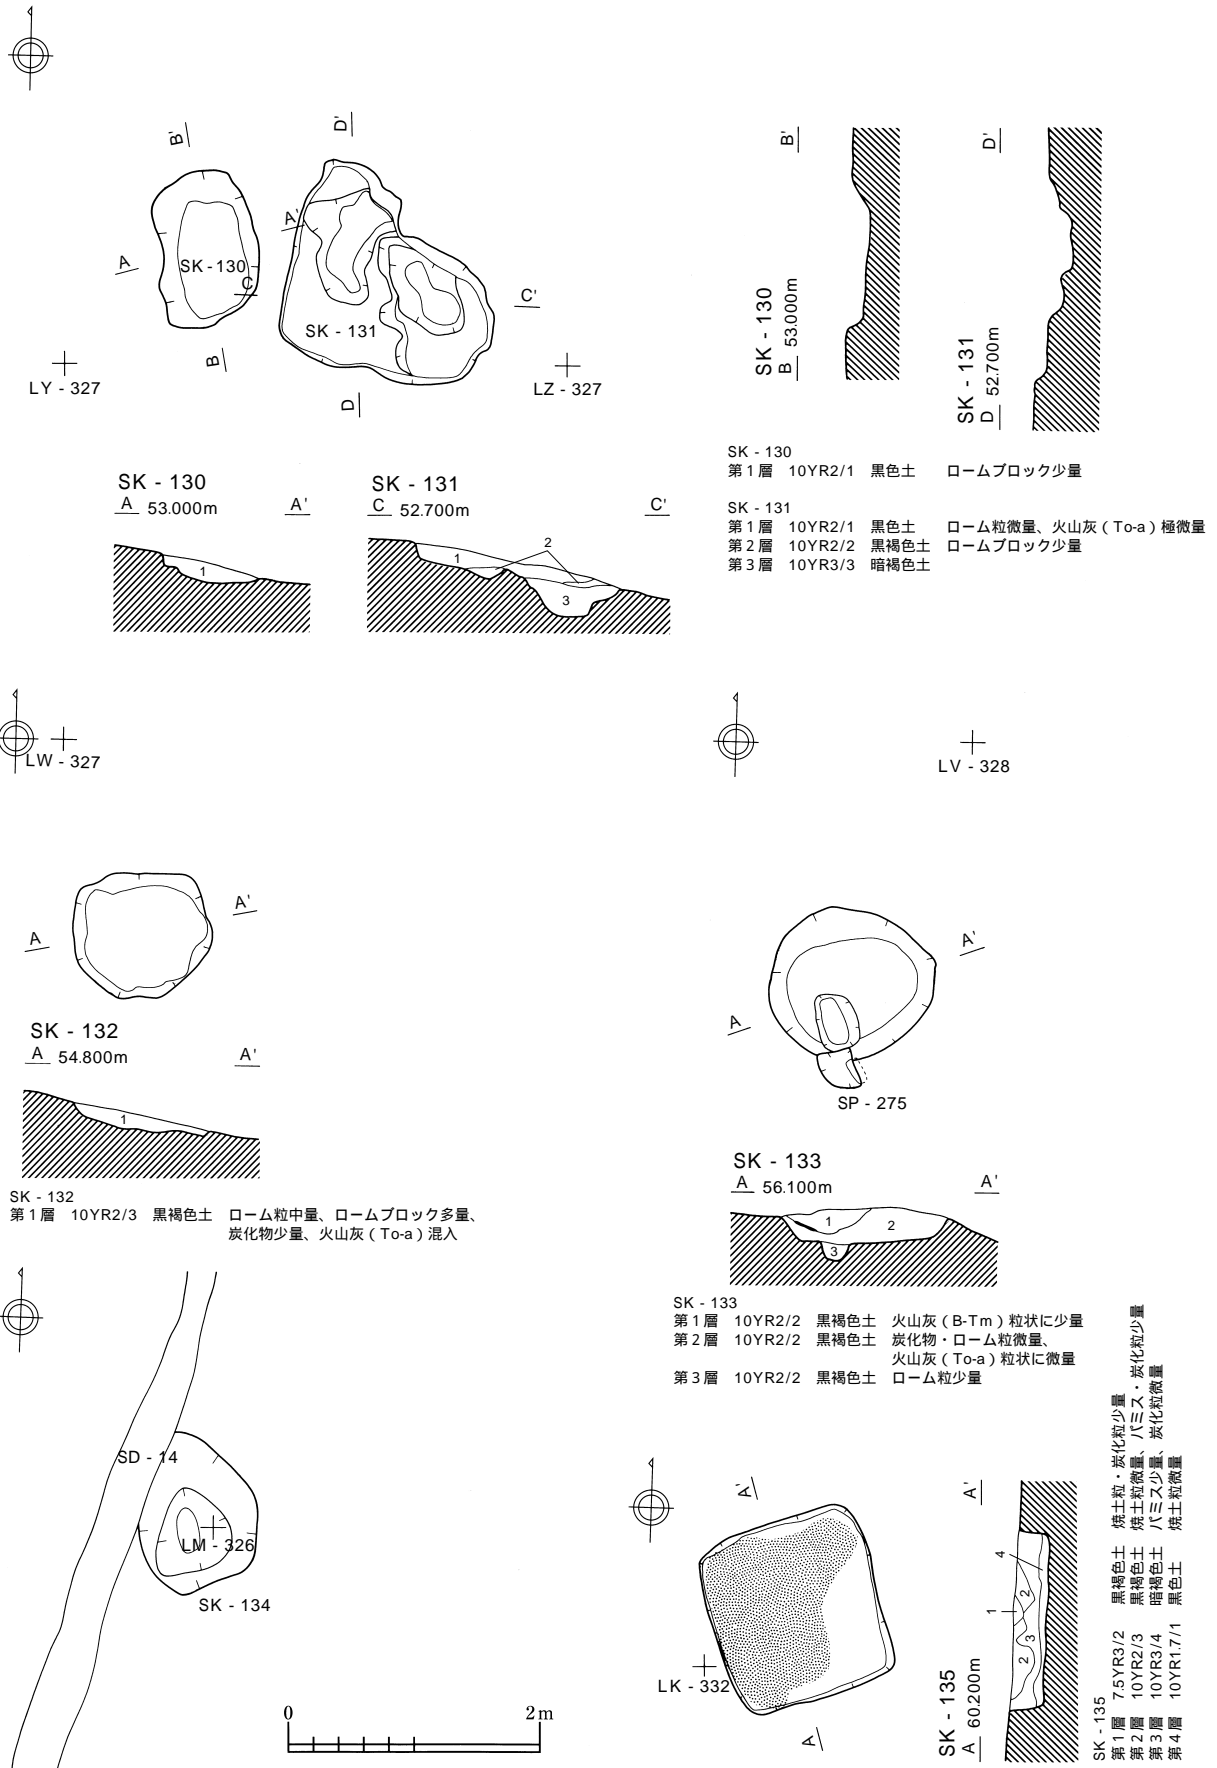 B'
D'
A
A'
SK - 130
C
C'
SK - 131
B
D
LY - 327
LZ - 327
B'
SK - 130
B 53.000m
D'
SK - 131
D 52.700m
SK - 130
A 53.000m A'
1
SK - 131
C 52.700m C'
1
2
3
SK - 130
第1層 10YR2/1 黒色土 ロームブロック少量
SK - 131
第1層 10YR2/1 黒色土 ローム粒微量、火山灰（To-a）極微量
第2層 10YR2/2 黒褐色土 ロームブロック少量
第3層 10YR3/3 暗褐色土
LW - 327
LV - 328
A
A'
SK - 132
A 54.800m A'
1
SK - 132
第1層 10YR2/3 黒褐色土 ローム粒中量、ロームブロック多量、
炭化物少量、火山灰（To-a）混入
A
A'
SP - 275
SK - 133
A 56.100m A'
1
2
3
SK - 133
第1層 10YR2/2 黒褐色土 火山灰（B-Tm）粒状に少量
第2層 10YR2/2 黒褐色土 炭化物・ローム粒微量、
火山灰（To-a）粒状に微量
第3層 10YR2/2 黒褐色土 ローム粒少量
SD - 14
LM - 326
SK - 134
0 2m
A'
LK - 332
A
A'
SK - 135
A 60.200m
1
2
3
2
4
SK - 135
第1層 7.5YR3/2 黒褐色土 焼土粒・炭化粒少量
第2層 10YR2/3 黒褐色土 焼土粒微量、パミス・炭化粒少量
第3層 10YR3/4 暗褐色土 パミス少量、炭化粒微量
第4層 10YR1.7/1 黒色土 焼土粒微量